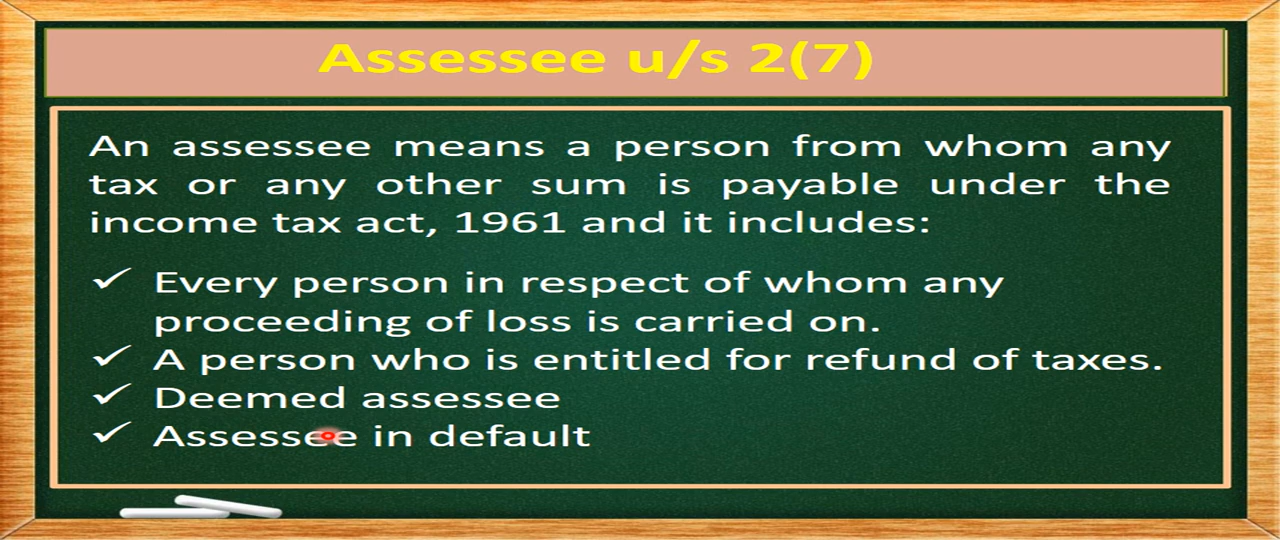 Assessee u/s 2(7)
An assessee means a person from whom any
tax or any other sum is payable under the
income tax act, 1961 and it includes:
✓ Every person in respect of whom any
proceeding of loss is carried on.
✓ A person who is entitled for refund of taxes.
✓ Deemed assessee
✓ Assessee in default